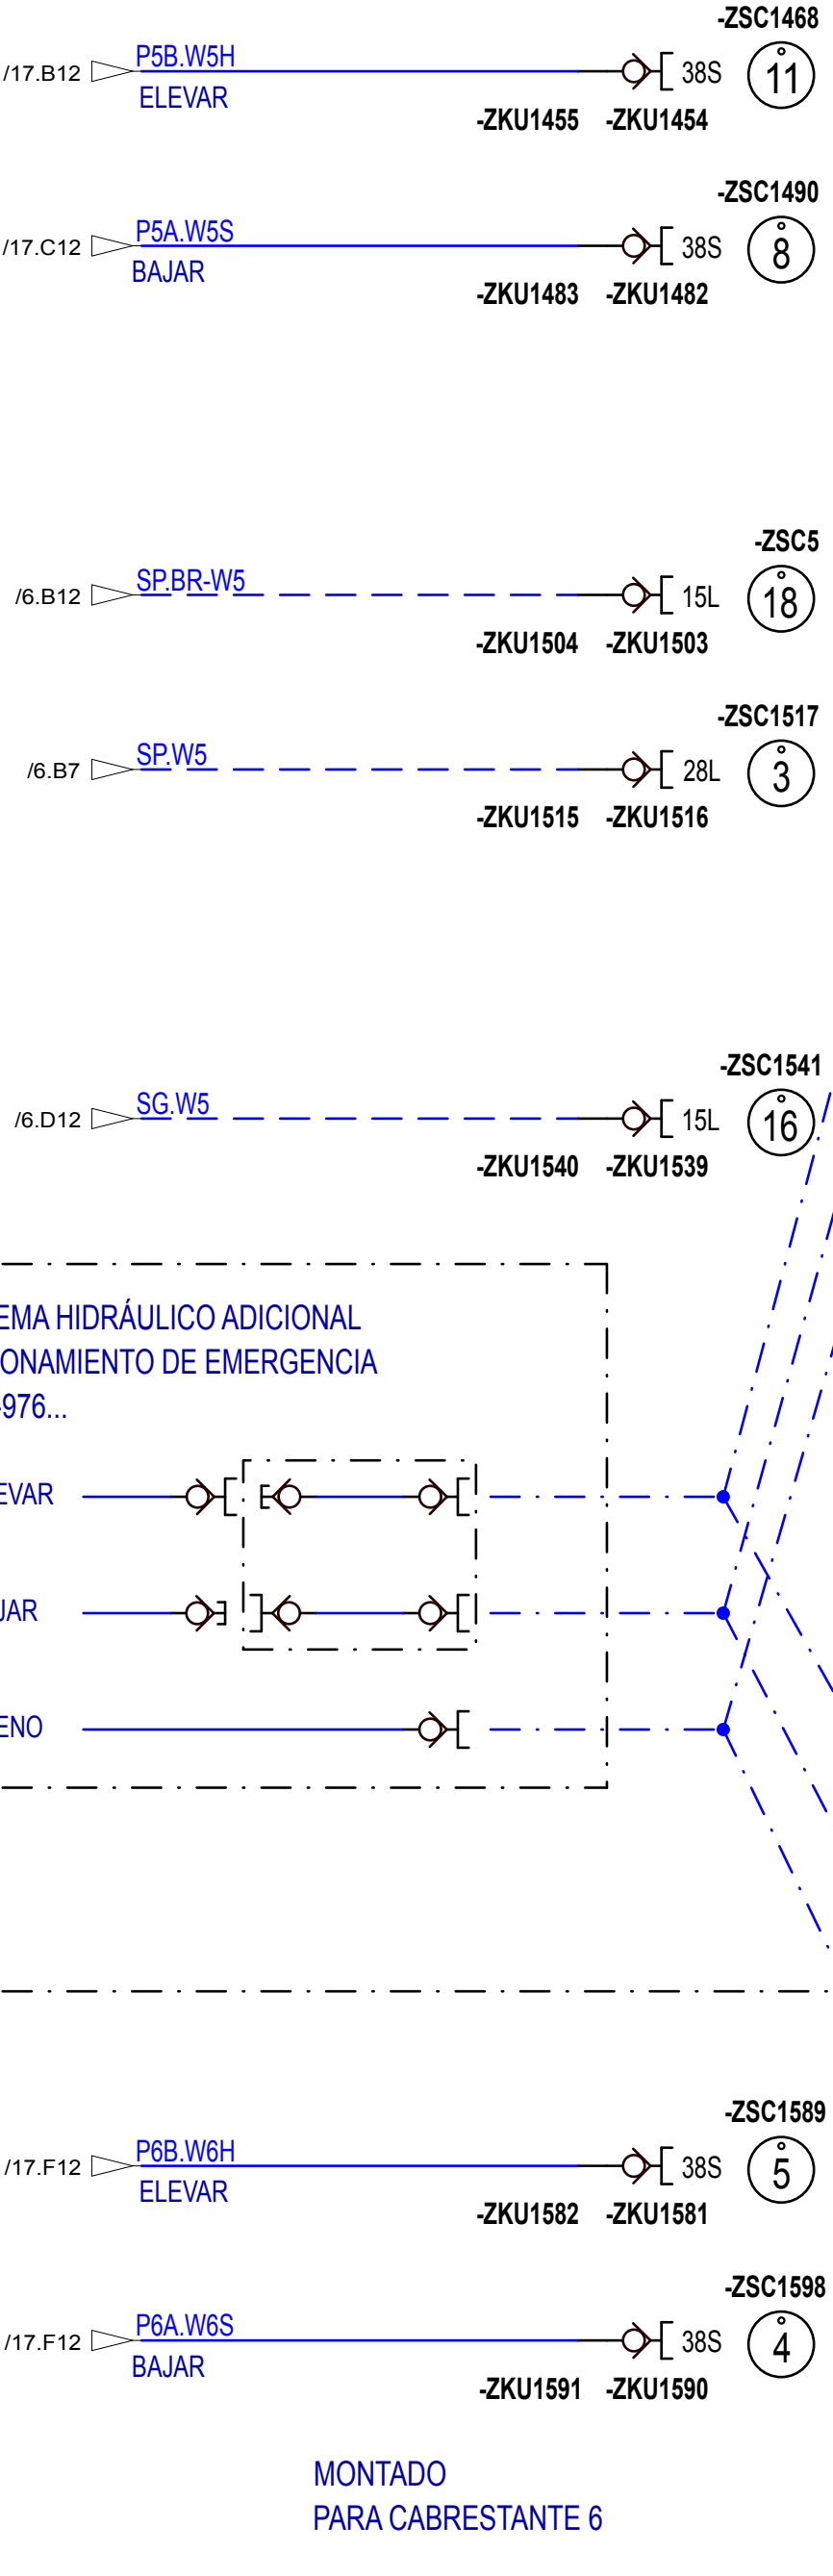 -ZSC1468
/17.B12 P5B.W5H 38S 11
ELEVAR
-ZKU1455 -ZKU1454
-ZSC1490
/17.C12 P5A.W5S 38S 8
BAJAR
-ZKU1483 -ZKU1482
-ZSC5
/6.B12 SP.BR-W5 15L 18
-ZKU1504 -ZKU1503
-ZSC1517
/6.B7 SP.W5 28L 3
-ZKU1515 -ZKU1516
-ZSC1541
/6.D12 SG.W5 15L 16
-ZKU1540 -ZKU1539
EMA HIDRÁULICO ADICIONAL
ONAMIENTO DE EMERGENCIA
-976...
EVAR
JAR
ENO
-ZSC1589
/17.F12 P6B.W6H 38S 5
ELEVAR
-ZKU1582 -ZKU1581
-ZSC1598
/17.F12 P6A.W6S 38S 4
BAJAR
-ZKU1591 -ZKU1590
MONTADO
PARA CABRESTANTE 6